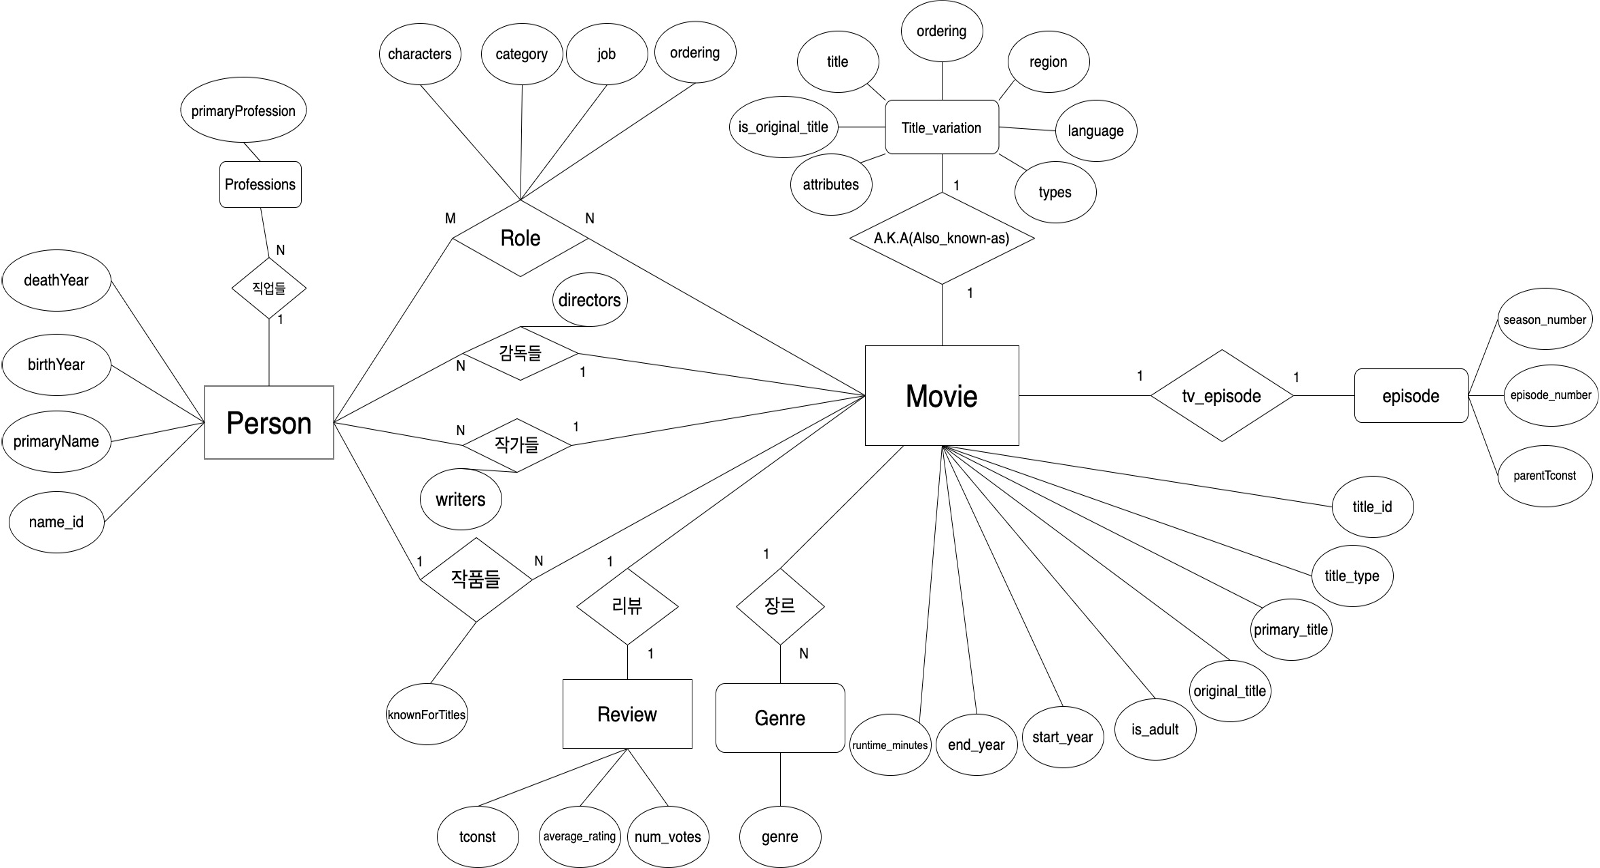 ordering
characters
category
job
ordering
title
region
primaryProfession
is_original_title
Title_variation
language
Professions
attributes
types
1
M
N
Role
A.K.A(Also_known-as)
N
deathYear
직업들
directors
1
1
season_number
감독들
birthYear
N
1
1
1
Movie
tv_episode
episode
episode_number
Person
primaryName
N
1
작가들
parentTconst
writers
title_id
name_id
1
N
1
1
작품들
title_type
리뷰
장르
primary_title
1
N
original_title
knownForTitles
Review
Genre
runtime_minutes
end_year
start_year
is_adult
tconst
average_rating
num_votes
genre